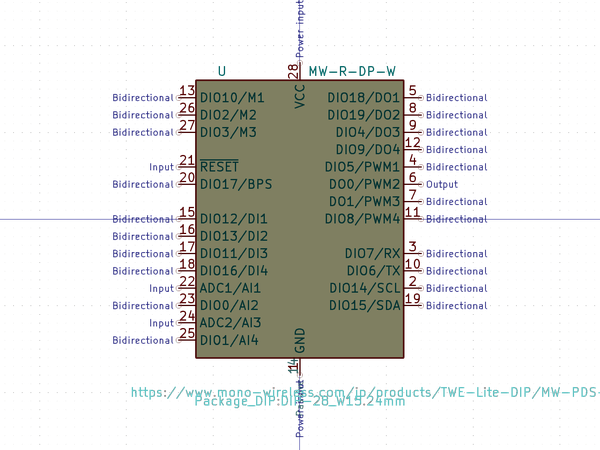 Power input
28
VCC
U MW-R-DP-W
Bidirectional 13 DIO10/M1 DIO18/DO1 5 Bidirectional
Bidirectional 26 DIO2/M2 DIO19/DO2 8 Bidirectional
Bidirectional 27 DIO3/M3 DIO4/DO3 9 Bidirectional
DIO9/DO4 12 Bidirectional
Input 21 RESET DIO5/PWM1 4 Bidirectional
Bidirectional 20 DIO17/BPS DO0/PWM2 6 Output
DO1/PWM3 7 Bidirectional
Bidirectional 15 DIO12/DI1 DIO8/PWM4 11 Bidirectional
Bidirectional 16 DIO13/DI2
Bidirectional 17 DIO11/DI3 DIO7/RX 3 Bidirectional
Bidirectional 18 DIO16/DI4 DIO6/TX 10 Bidirectional
Input 22 ADC1/AI1 DIO14/SCL 2 Bidirectional
Bidirectional 23 DIO0/AI2 DIO15/SDA 19 Bidirectional
Input 24 ADC2/AI3
Bidirectional 25 DIO1/AI4
GND
https://www.mono-wireless.com/jp/products/TWE-Lite-DIP/MW-PDS-
Package_DIP:DIP-28_W15.24mm